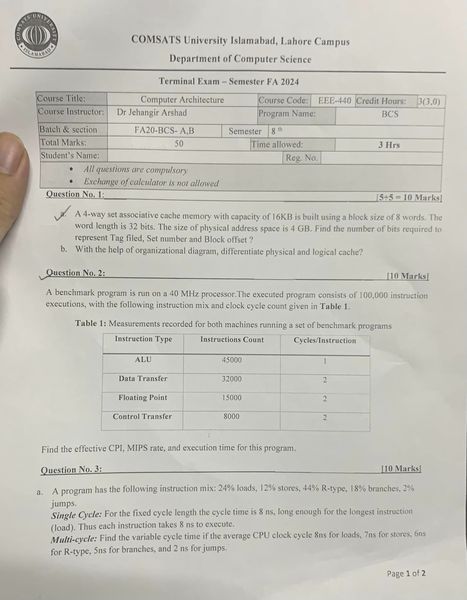 COMSATS University Islamabad, Lahore Campus
Department of Computer Science
Terminal Exam – Semester FA 2024
Course Title: Computer Architecture Course Code: EEE-440 Credit Hours: 3(3,0)
Course Instructor: Dr Jehangir Arshad Program Name: BCS
Batch & section FA20-BCS- A,B Semester 8 th
Total Marks: 50 Time allowed: 3 Hrs
Student's Name: Reg. No.
• All questions are compulsory
• Exchange of calculator is not allowed
Question No. 1: [5+5 = 10 Marks]
a. A 4-way set associative cache memory with capacity of 16KB is built using a block size of 8 words. The
word length is 32 bits. The size of physical address space is 4 GB. Find the number of bits required to
represent Tag filed, Set number and Block offset ?
b. With the help of organizational diagram, differentiate physical and logical cache?
Question No. 2: [10 Marks]
A benchmark program is run on a 40 MHz processor.The executed program consists of 100,000 instruction
executions, with the following instruction mix and clock cycle count given in Table 1.
Table 1: Measurements recorded for both machines running a set of benchmark programs
Instruction Type Instructions Count Cycles/Instruction
ALU 45000 1
Data Transfer 32000 2
Floating Point 15000 2
Control Transfer 8000 2
Find the effective CPI, MIPS rate, and execution time for this program.
Question No. 3: [10 Marks]
a. A program has the following instruction mix: 24% loads, 12% stores, 44% R-type, 18% branches, 2%
jumps.
Single Cycle: For the fixed cycle length the cycle time is 8 ns, long enough for the longest instruction
(load). Thus each instruction takes 8 ns to execute.
Multi-cycle: Find the variable cycle time if the average CPU clock cycle 8ns for loads, 7ns for stores, 6ns
for R-type, 5ns for branches, and 2 ns for jumps.
Page 1 of 2